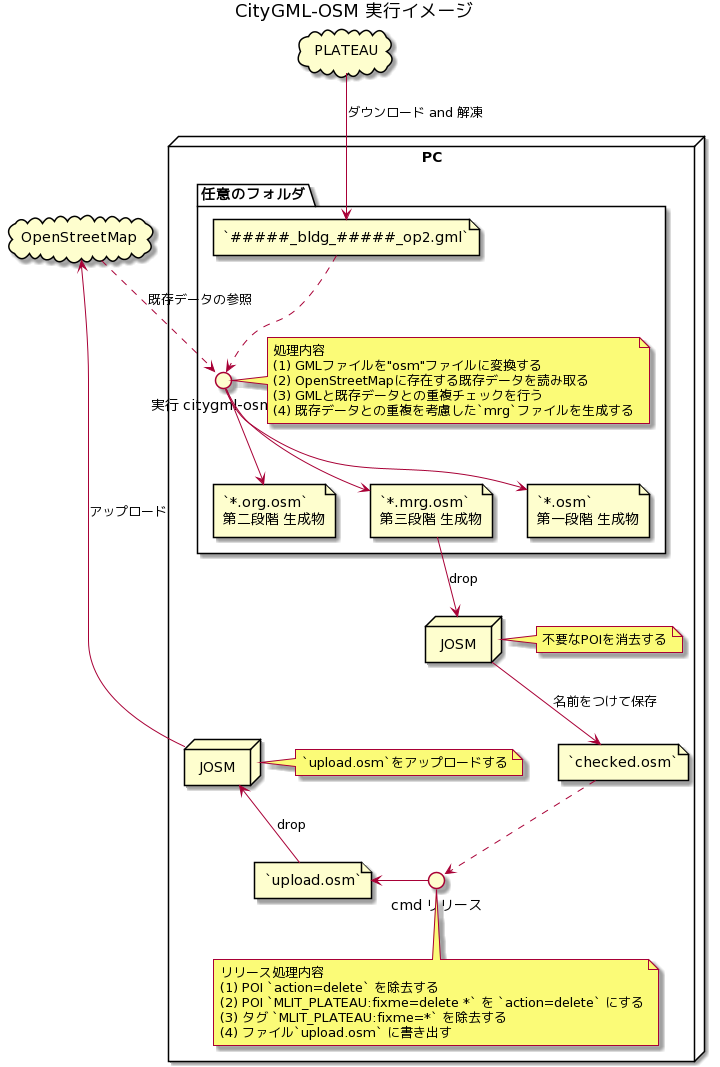 CityGML-OSM 実行イメージ
PLATEAU
ダウンロード and 解凍
PC
任意のフォルダ
`#####_bldg_#####_op2.gml`
OpenStreetMap
既存データの参照
処理内容
(1) GMLファイルを"osm"ファイルに変換する
(2) OpenStreetMapに存在する既存データを読み取る
(3) GMLと既存データとの重複チェックを行う
(4) 既存データとの重複を考慮した`mrg`ファイルを生成する
実行 citygml-osm
`*.org.osm`
第二段階 生成物
`*.mrg.osm`
第三段階 生成物
`*.osm`
第一段階 生成物
アップロード
drop
JOSM
不要なPOIを消去する
名前をつけて保存
JOSM
`upload.osm`をアップロードする
`checked.osm`
drop
`upload.osm`
cmd リリース
リリース処理内容
(1) POI `action=delete` を除去する
(2) POI `MLIT_PLATEAU:fixme=delete *` を `action=delete` にする
(3) タグ `MLIT_PLATEAU:fixme=*` を除去する
(4) ファイル`upload.osm` に書き出す